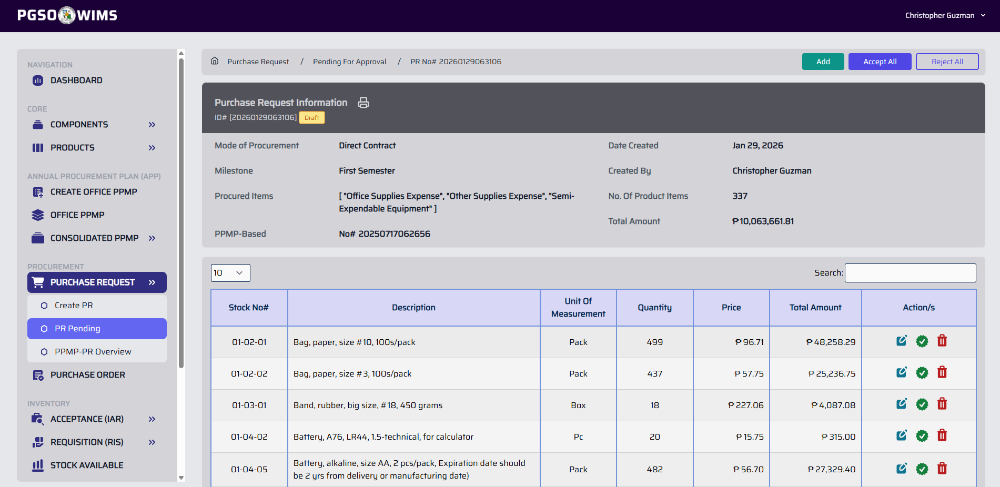 PGSO WIMS
Christopher Guzman
NAVIGATION
DASHBOARD
CORE
COMPONENTS
PRODUCTS
ANNUAL PROCUREMENT PLAN (APP)
CREATE OFFICE PPMP
OFFICE PPMP
CONSOLIDATED PPMP
PROCUREMENT
PURCHASE REQUEST
Create PR
PR Pending
PPMP-PR Overview
PURCHASE ORDER
INVENTORY
ACCEPTANCE (IAR)
REQUISITION (RIS)
STOCK AVAILABLE
Purchase Request / Pending For Approval / PR No# 20260129063106
Add Accept All Reject All
Purchase Request Information
ID# [20260129063106] Draft
Mode of Procurement Direct Contract
Milestone First Semester
Procured Items [ "Office Supplies Expense", "Other Supplies Expense", "Semi-
Expendable Equipment" ]
PPMP-Based No# 20250717062656
Date Created Jan 29, 2026
Created By Christopher Guzman
No. Of Product Items 337
Total Amount ₱10,063,661.81
10
Search:
Stock No# Description Unit Of Measurement Quantity Price Total Amount Action/s
01-02-01 Bag, paper, size #10, 100s/pack Pack 499 ₱96.71 ₱48,258.29
01-02-02 Bag, paper, size #3, 100s/pack Pack 437 ₱57.75 ₱25,236.75
01-03-01 Band, rubber, big size, #18, 450 grams Box 18 ₱227.06 ₱4,087.08
01-04-02 Battery, A76, LR44, 1.5-technical, for calculator Pc 20 ₱15.75 ₱315.00
01-04-05 Battery, alkaline, size AA, 2 pcs/pack, Expiration date should
be 2 yrs from delivery or manufacturing date) Pack 482 ₱56.70 ₱27,329.40